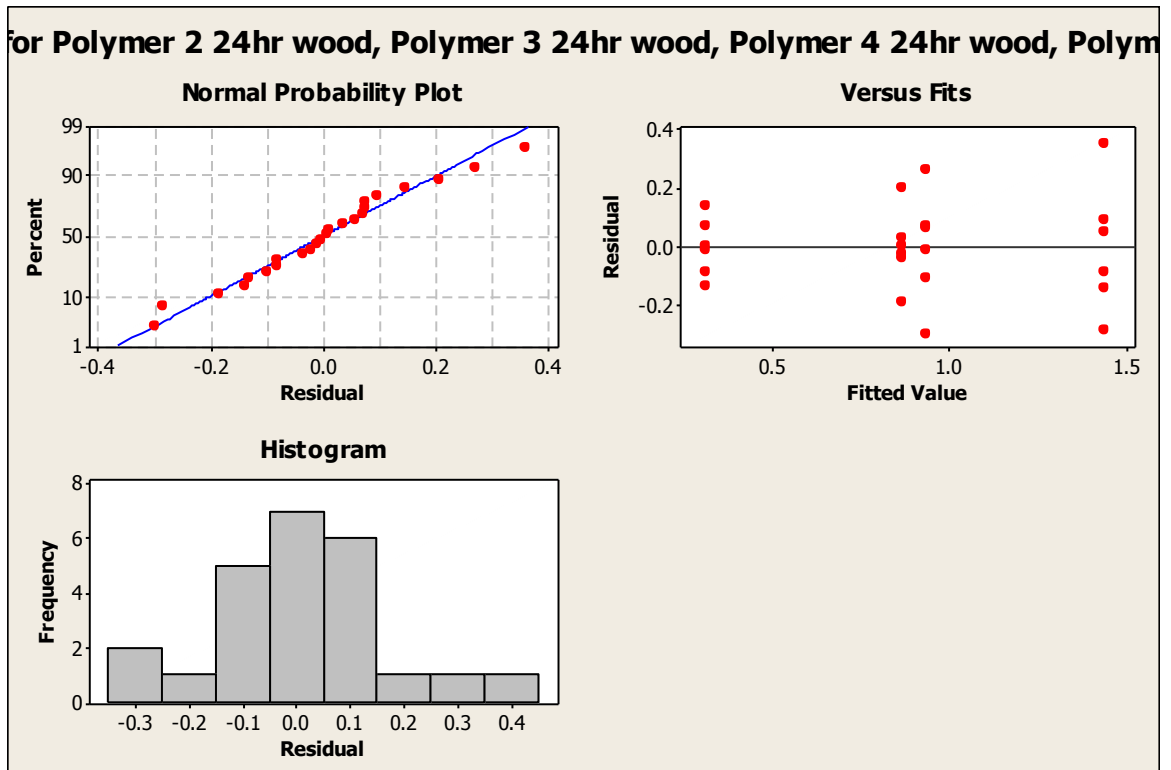 for Polymer 2 24hr wood, Polymer 3 24hr wood, Polymer 4 24hr wood, Polym
Normal Probability Plot
99
90
50
10
1
Percent
-0.4 -0.2 0.0 0.2 0.4
Residual
Versus Fits
0.4
0.2
0.0
-0.2
Residual
0.5 1.0 1.5
Fitted Value
Histogram
8
6
4
2
0
Frequency
-0.3 -0.2 -0.1 0.0 0.1 0.2 0.3 0.4
Residual